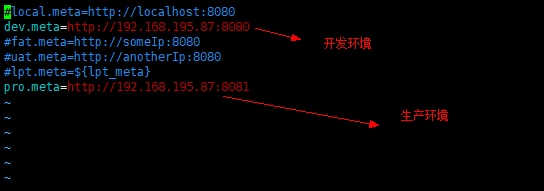 #local.meta=http://localhost:8080
dev.meta=http://192.168.195.87:8080
开发环境
#fat.meta=http://someIp:8080
#uat.meta=http://anotherIp:8080
#lpt.meta=${lpt_meta}
pro.meta=http://192.168.195.87:8081
生产环境
~
~
~
~
~
~